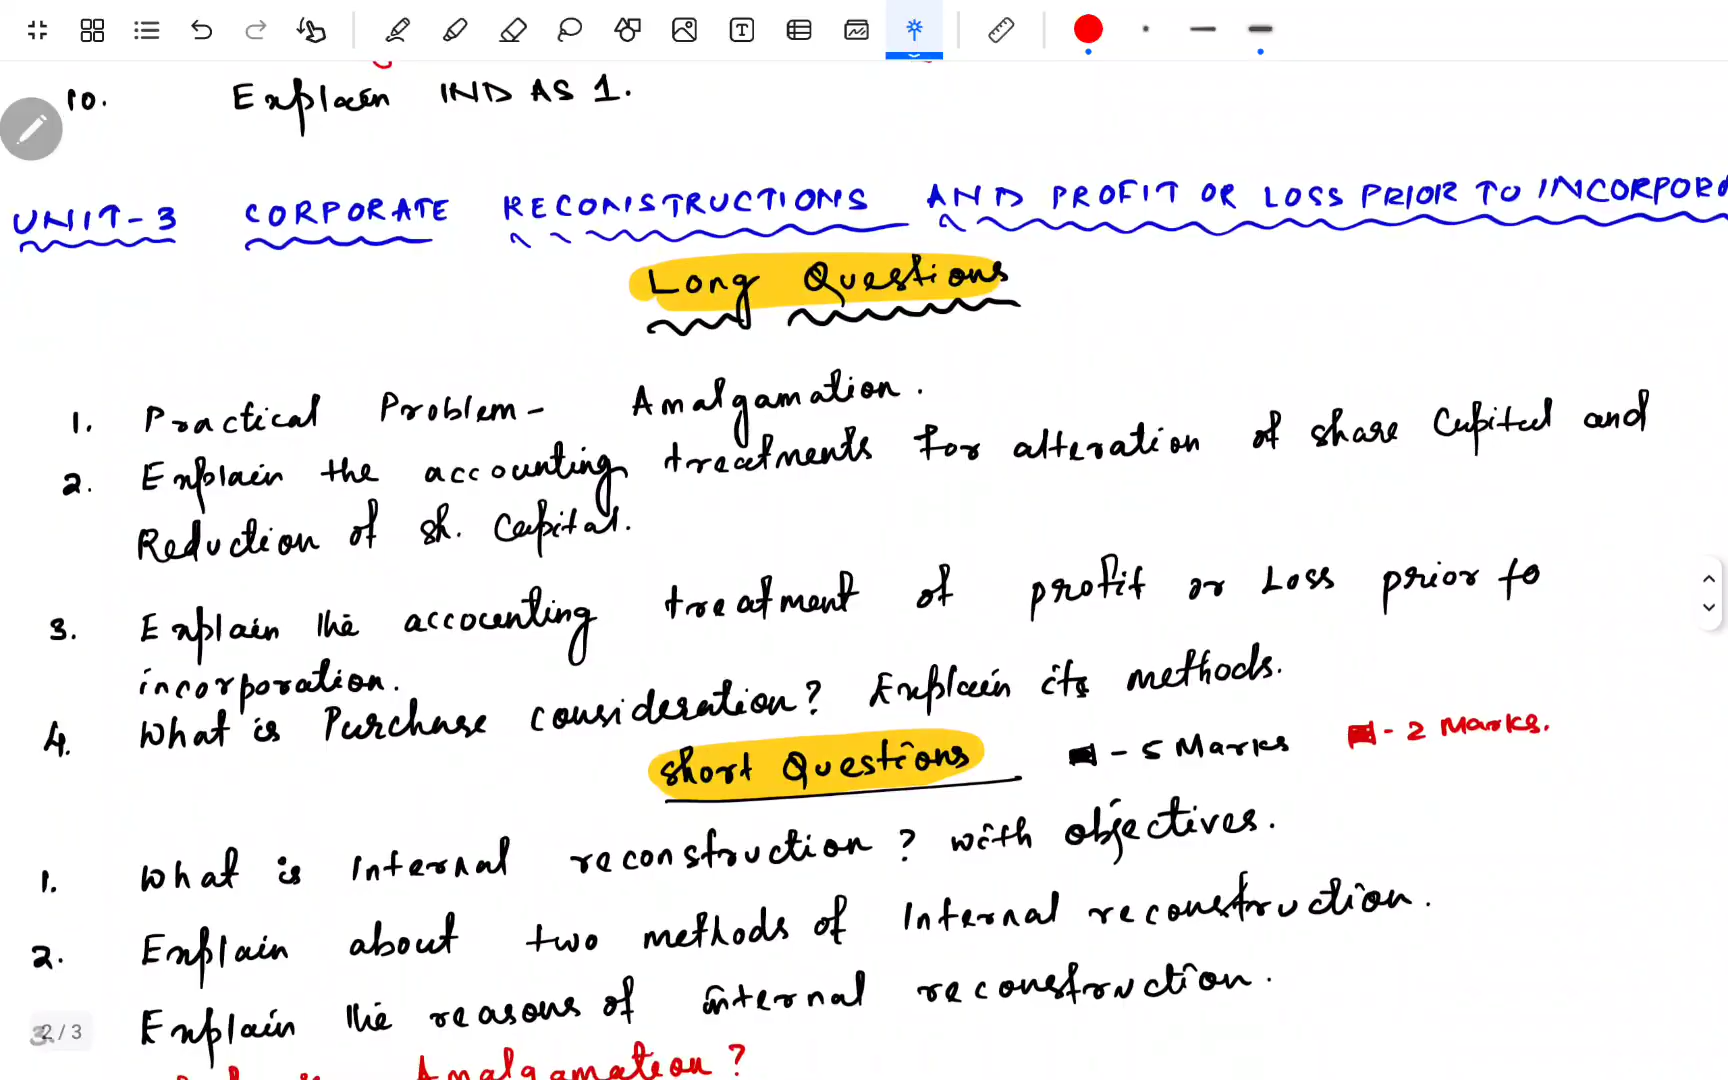 10. Explain IND AS 1.
UNIT-3 CORPORATE RECONSTRUCTIONS AND PROFIT OR LOSS PRIOR TO INCORPORA
Long Questions
1. Practical Problem - Amalgamation.
2. Explain the accounting treatments for alteration of share Capital and
Reduction of sh. Capital.
3. Explain the accounting treatment of profit or Loss prior to
incorporation.
4. What is Purchase consideration? Explain its methods.
Short Questions - 5 Marks - 2 Marks.
1. What is Internal reconstruction? with objectives.
2. Explain about two methods of Internal reconstruction.
3. Explain the reasons of internal reconstruction.
2/3
Amalgamation?